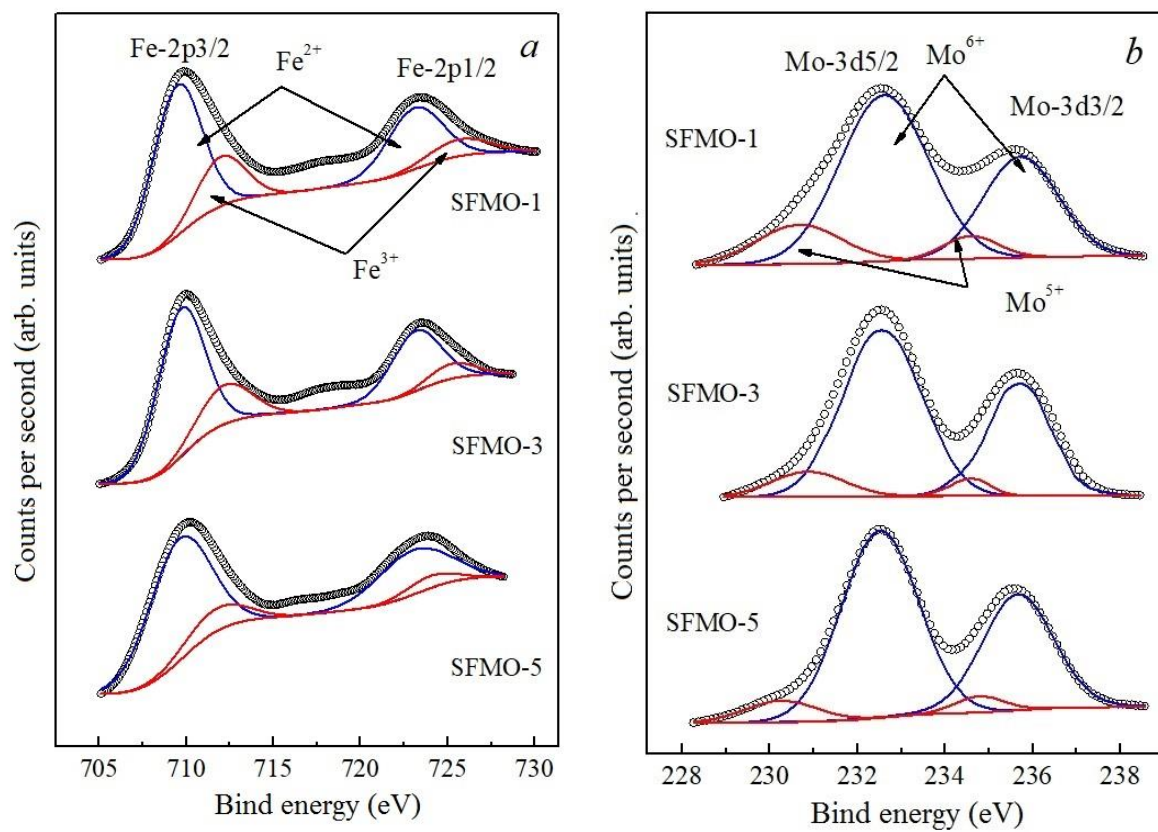 a
Fe-2p3/2
Fe²⁺
Fe-2p1/2
SFMO-1
Fe³⁺
SFMO-3
SFMO-5
Counts per second (arb. units)
705 710 715 720 725 730
Bind energy (eV)
b
Mo⁶⁺
Mo-3d5/2
Mo-3d3/2
SFMO-1
Mo⁵⁺
SFMO-3
SFMO-5
Counts per second (arb. units)
228 230 232 234 236 238
Bind energy (eV)